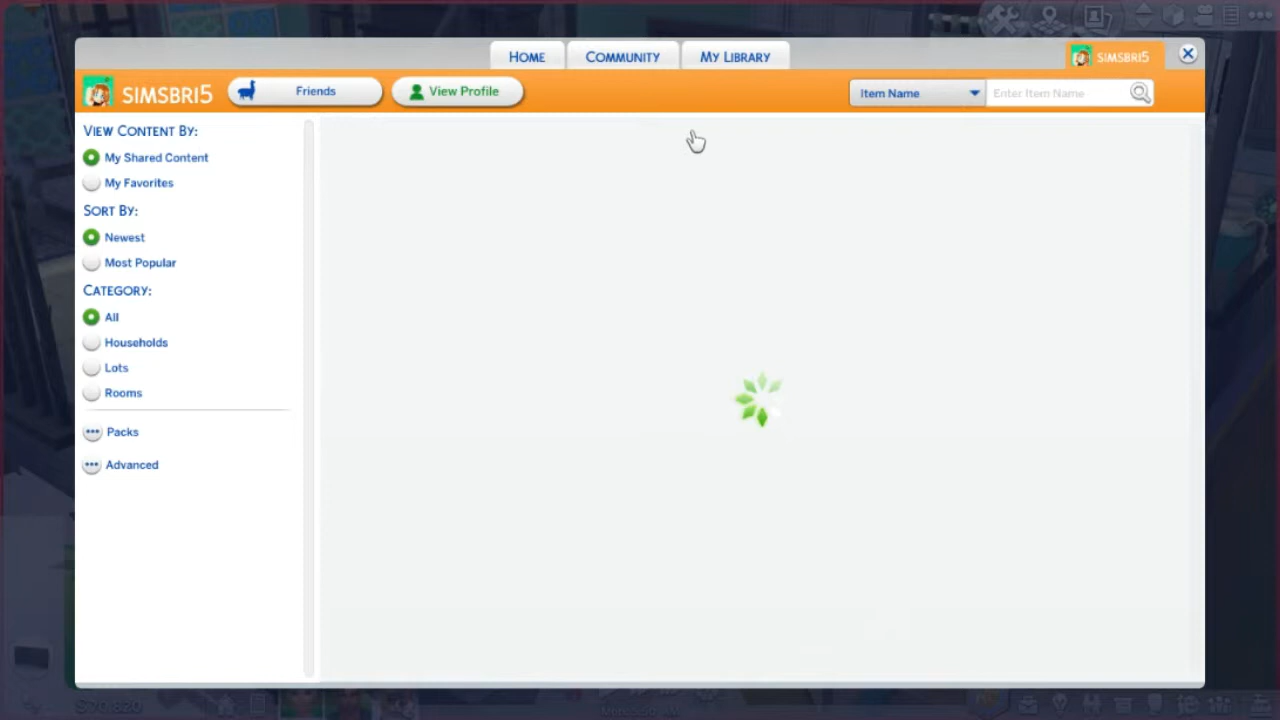 HOME
COMMUNITY
MY LIBRARY
SIMSBRI5
SIMSBRI5
Friends
View Profile
Item Name
Enter Item Name
VIEW CONTENT BY:
My Shared Content
My Favorites
SORT BY:
Newest
Most Popular
CATEGORY:
All
Households
Lots
Rooms
Packs
Advanced